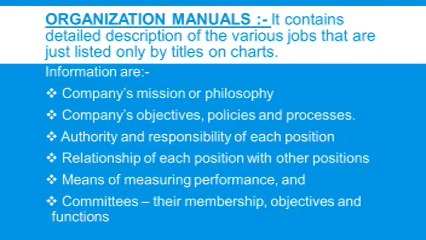 ORGANIZATION MANUALS :- It contains
detailed description of the various jobs that are
just listed only by titles on charts.
Information are:-
❖ Company's mission or philosophy
❖ Company's objectives, policies and processes.
❖ Authority and responsibility of each position
❖ Relationship of each position with other positions
❖ Means of measuring performance, and
❖ Committees – their membership, objectives and
functions